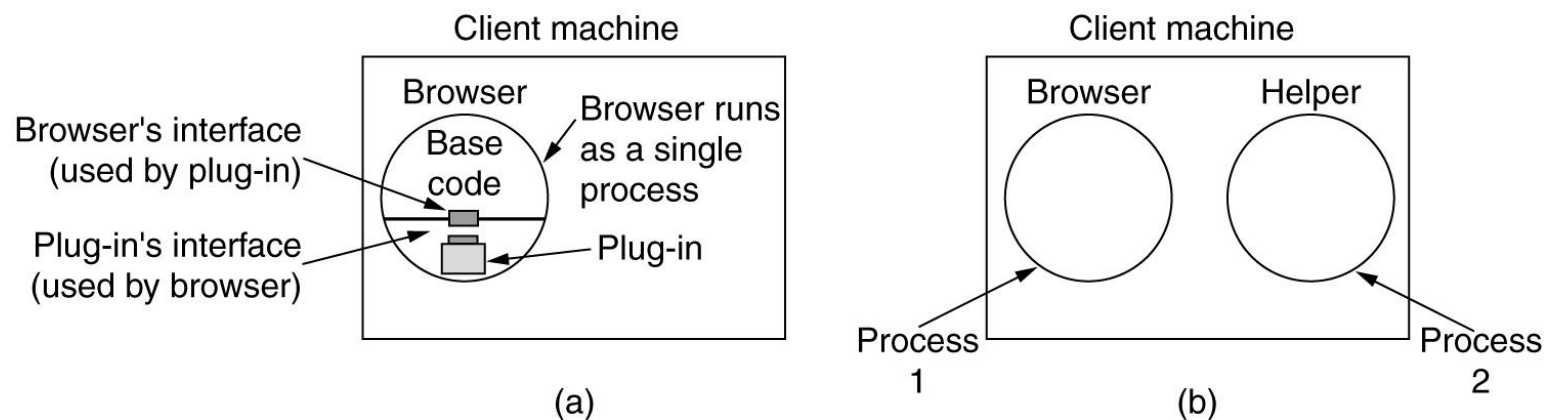 Client machine
Browser
Browser runs
as a single
process
Base
code
Browser's interface
(used by plug-in)
Plug-in's interface
(used by browser)
Plug-in
(a)
Client machine
Browser
Helper
Process
1
Process
2
(b)